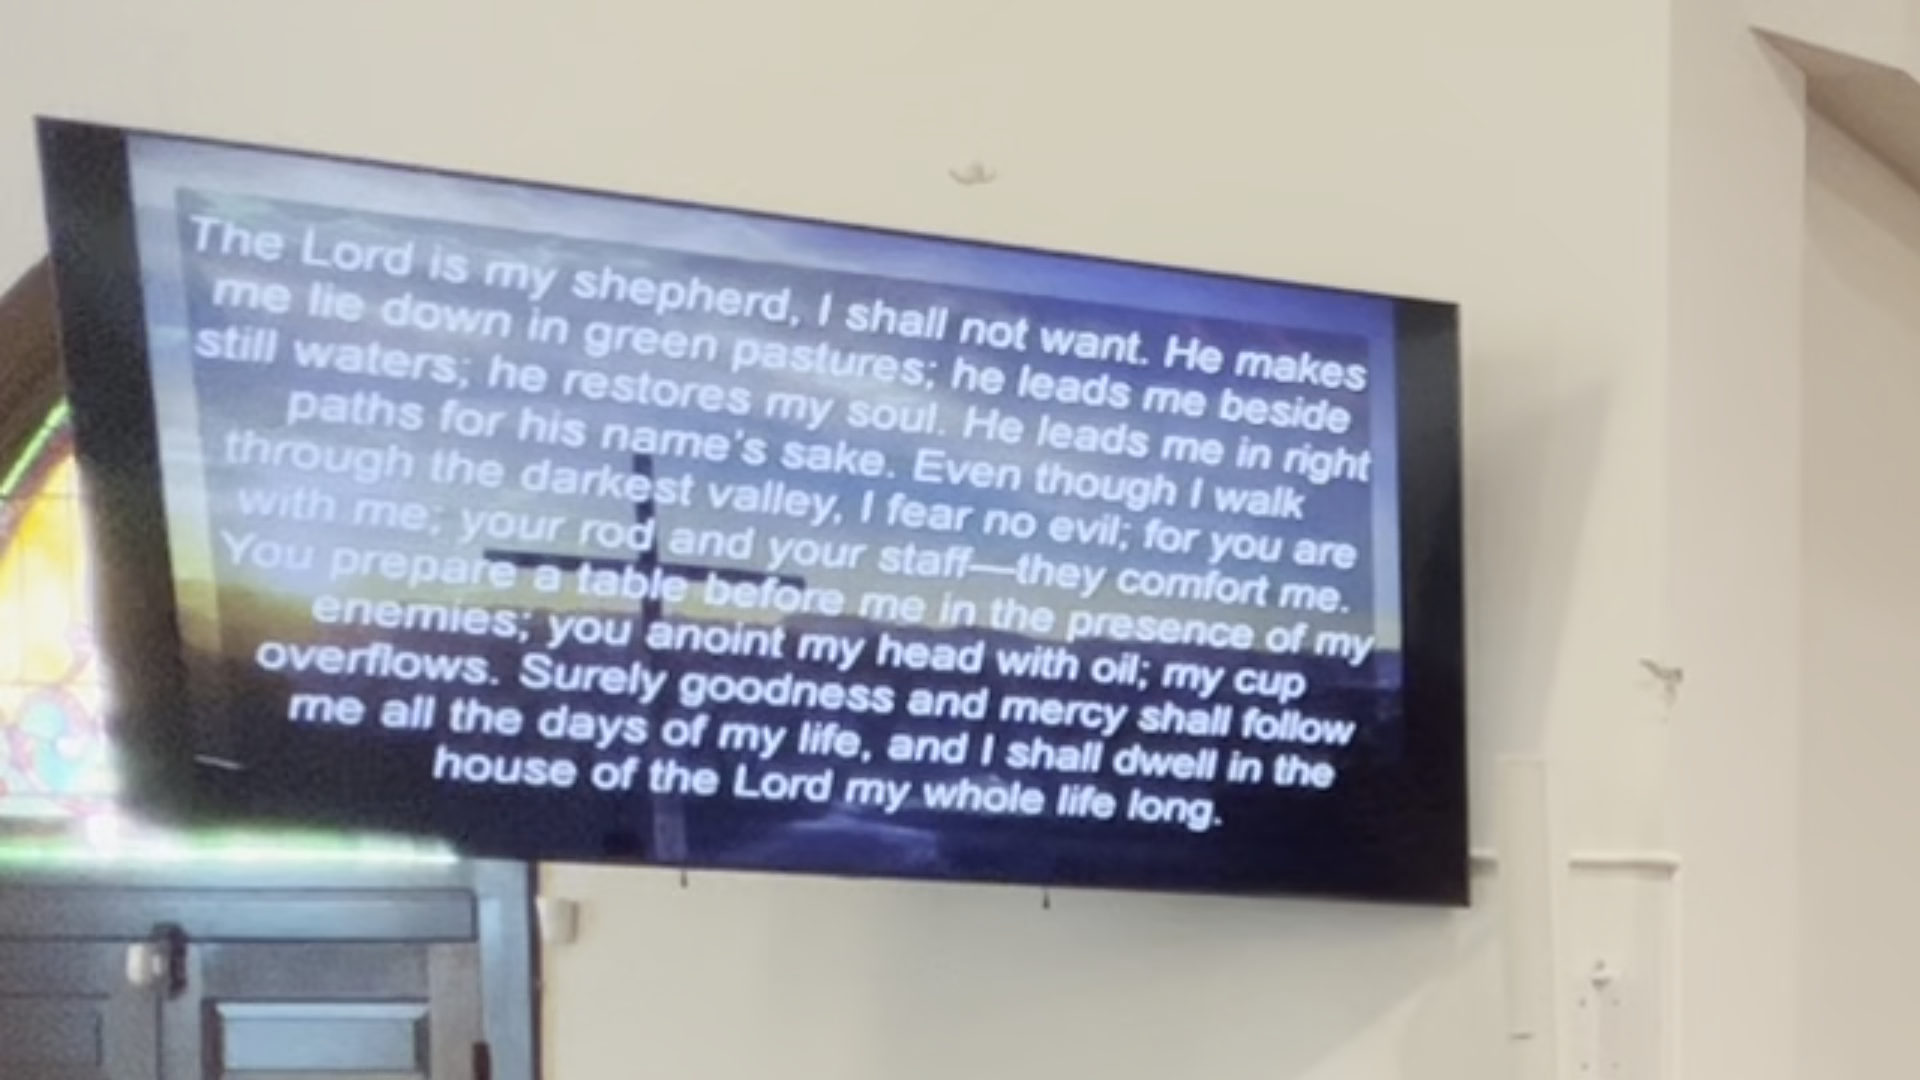 The Lord is my shepherd, I shall not want. He makes
me lie down in green pastures; he leads me beside
still waters; he restores my soul. He leads me in right
paths for his name's sake. Even though I walk
through the darkest valley, I fear no evil; for you are
with me; your rod and your staff—they comfort me.
You prepare a table before me in the presence of my
enemies; you anoint my head with oil; my cup
overflows. Surely goodness and mercy shall follow
me all the days of my life, and I shall dwell in the
house of the Lord my whole life long.